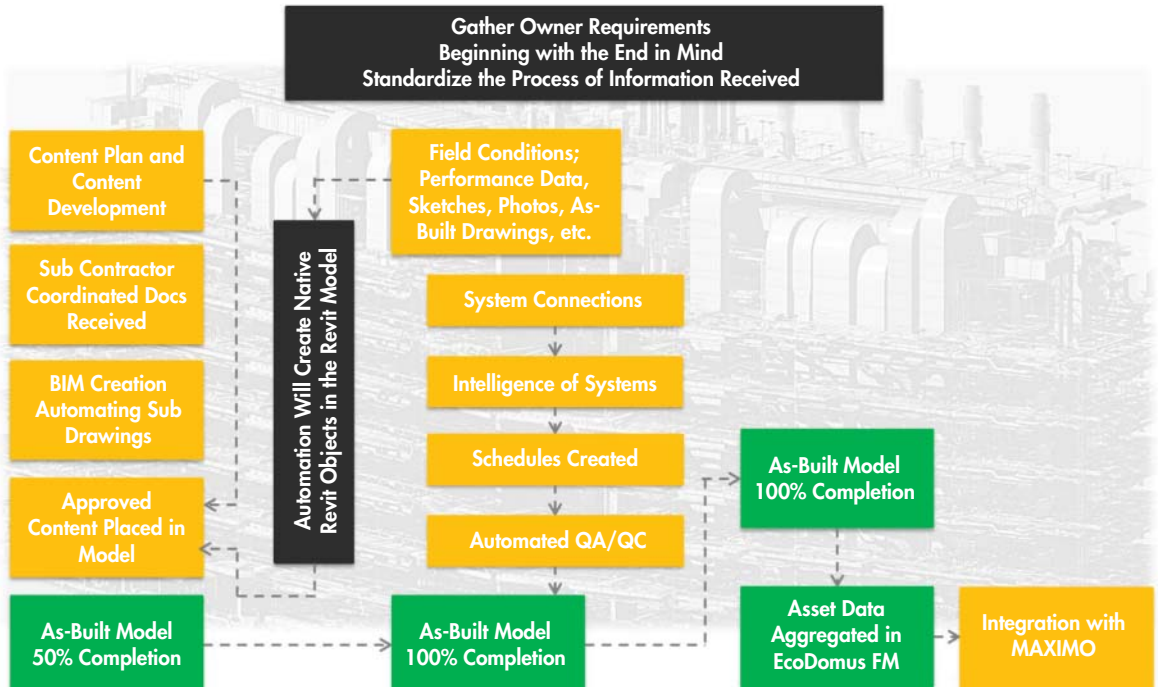 Gather Owner Requirements
Beginning with the End in Mind
Standardize the Process of Information Received
Content Plan and
Content
Development
Sub Contractor
Coordinated Docs
Received
BIM Creation
Automating Sub
Drawings
Approved
Content Placed in
Model
As-Built Model
50% Completion
Automation Will Create Native
Revit Objects in the Revit Model
Field Conditions;
Performance Data,
Sketches, Photos, As-
Built Drawings, etc.
System Connections
Intelligence of Systems
Schedules Created
Automated QA/QC
As-Built Model
100% Completion
As-Built Model
100% Completion
Asset Data
Aggregated in
EcoDomus FM
Integration with
MAXIMO